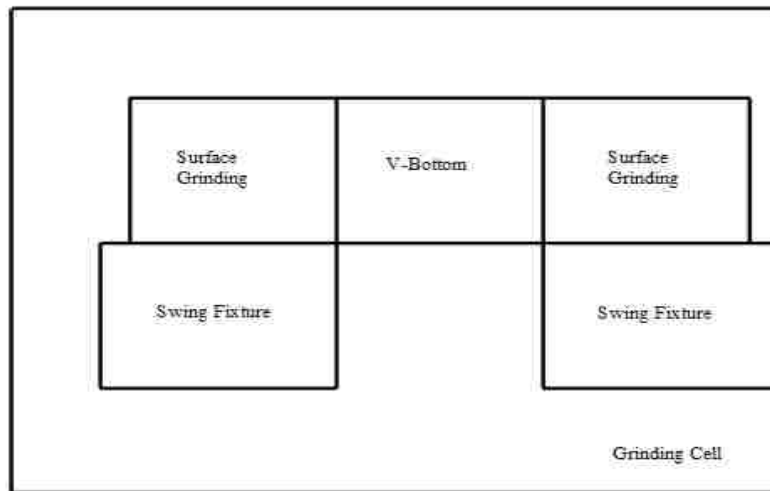 Surface
Grinding
V-Bottom
Surface
Grinding
Swing Fixture
Swing Fixture
Grinding Cell